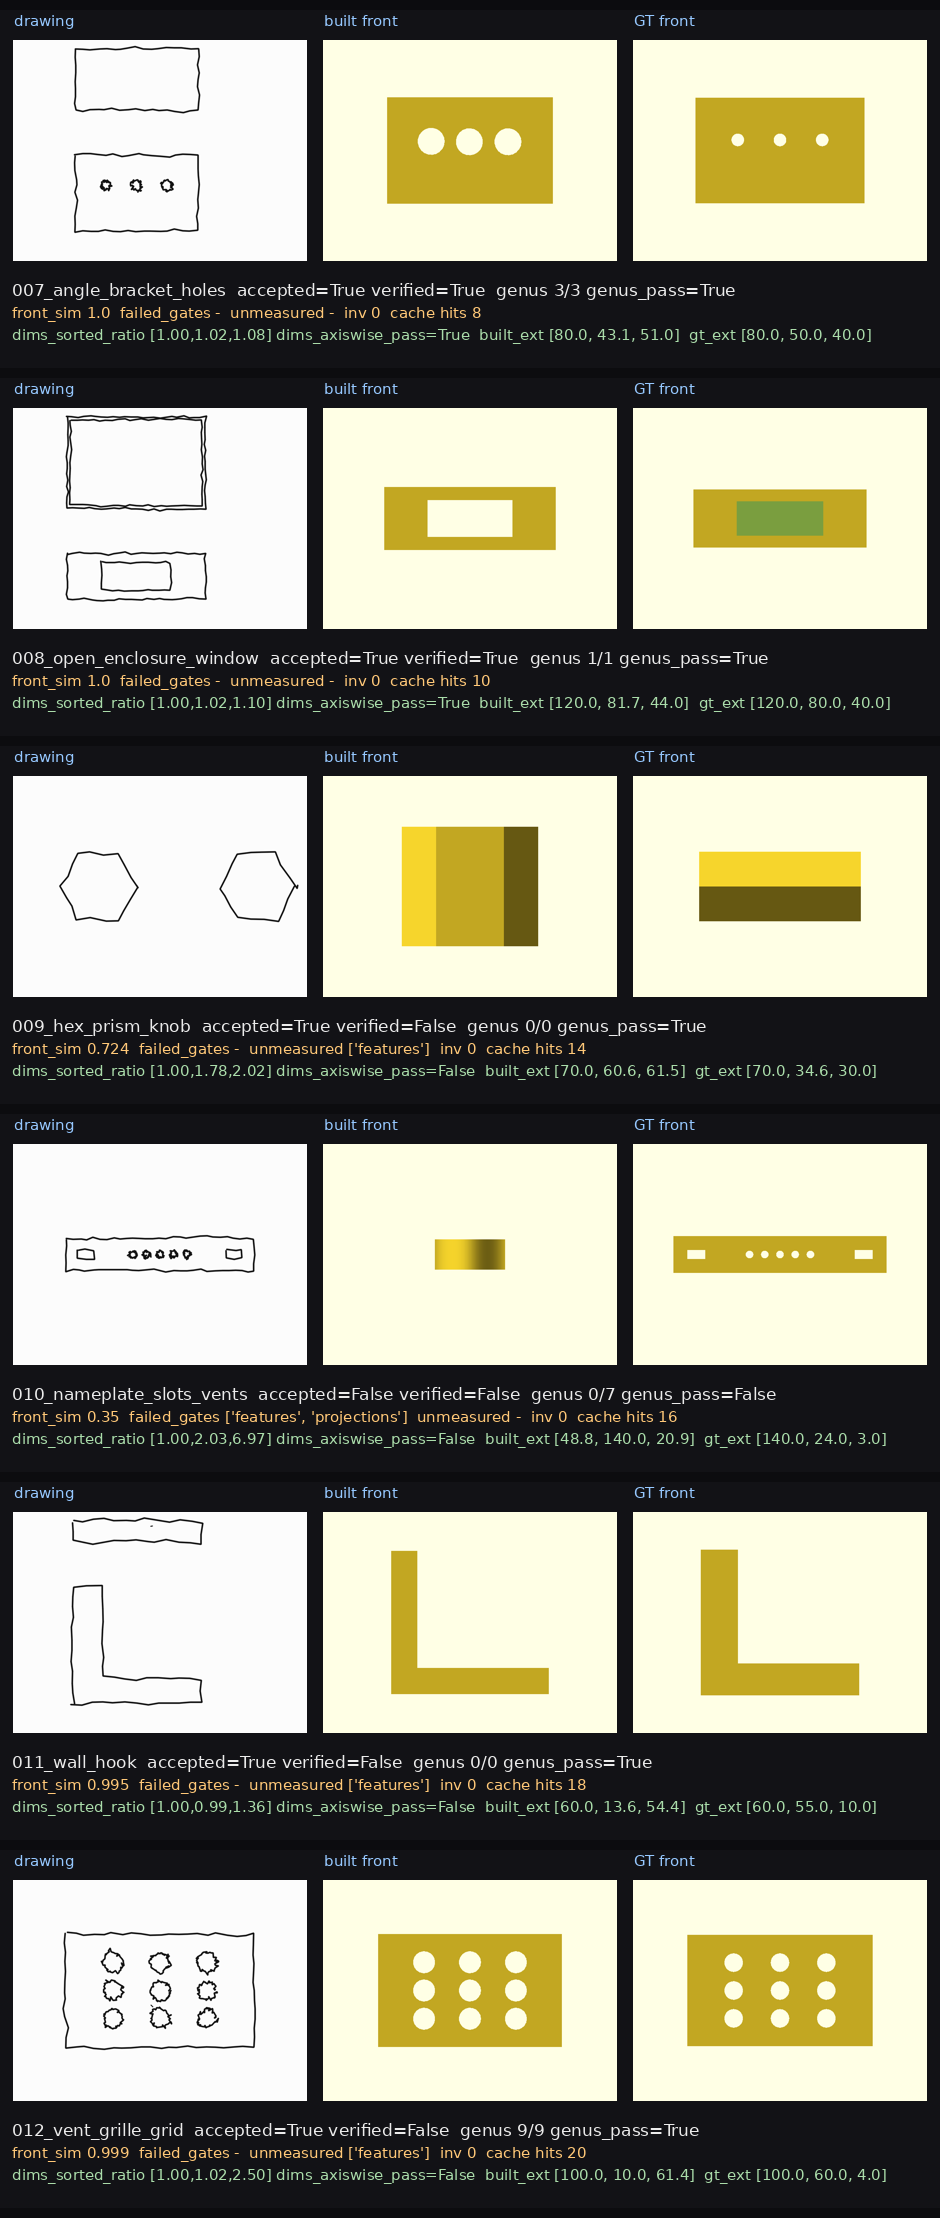 drawing built front GT front
007_angle_bracket_holes accepted=True verified=True genus 3/3 genus_pass=True
front_sim 1.0 failed_gates - unmeasured - inv 0 cache hits 8
dims_sorted_ratio [1.00,1.02,1.08] dims_axiswise_pass=True built_ext [80.0, 43.1, 51.0] gt_ext [80.0, 50.0, 40.0]
drawing built front GT front
008_open_enclosure_window accepted=True verified=True genus 1/1 genus_pass=True
front_sim 1.0 failed_gates - unmeasured - inv 0 cache hits 10
dims_sorted_ratio [1.00,1.02,1.10] dims_axiswise_pass=True built_ext [120.0, 81.7, 44.0] gt_ext [120.0, 80.0, 40.0]
drawing built front GT front
009_hex_prism_knob accepted=True verified=False genus 0/0 genus_pass=True
front_sim 0.724 failed_gates - unmeasured ['features'] inv 0 cache hits 14
dims_sorted_ratio [1.00,1.78,2.02] dims_axiswise_pass=False built_ext [70.0, 60.6, 61.5] gt_ext [70.0, 34.6, 30.0]
drawing built front GT front
010_nameplate_slots_vents accepted=False verified=False genus 0/7 genus_pass=False
front_sim 0.35 failed_gates ['features', 'projections'] unmeasured - inv 0 cache hits 16
dims_sorted_ratio [1.00,2.03,6.97] dims_axiswise_pass=False built_ext [48.8, 140.0, 20.9] gt_ext [140.0, 24.0, 3.0]
drawing built front GT front
011_wall_hook accepted=True verified=False genus 0/0 genus_pass=True
front_sim 0.995 failed_gates - unmeasured ['features'] inv 0 cache hits 18
dims_sorted_ratio [1.00,0.99,1.36] dims_axiswise_pass=False built_ext [60.0, 13.6, 54.4] gt_ext [60.0, 55.0, 10.0]
drawing built front GT front
012_vent_grille_grid accepted=True verified=False genus 9/9 genus_pass=True
front_sim 0.999 failed_gates - unmeasured ['features'] inv 0 cache hits 20
dims_sorted_ratio [1.00,1.02,2.50] dims_axiswise_pass=False built_ext [100.0, 10.0, 61.4] gt_ext [100.0, 60.0, 4.0]